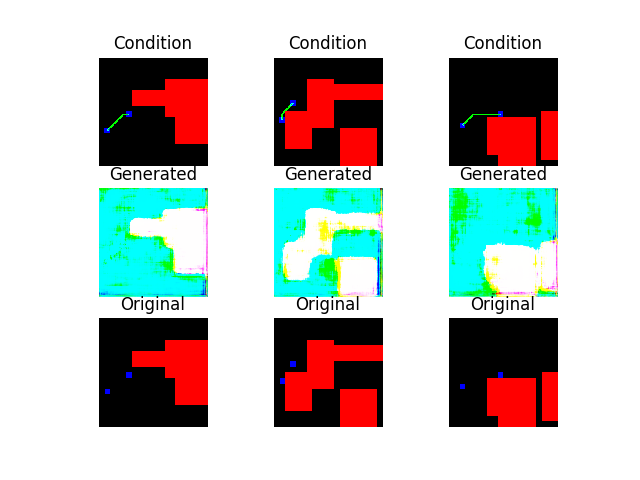 Condition Condition Condition
Generated Generated Generated
Original Original Original